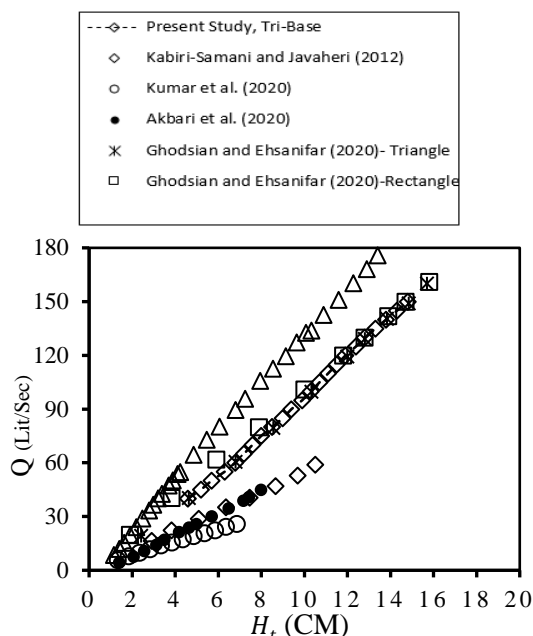 Present Study, Tri-Base
Kabiri-Samani and Javaheri (2012)
Kumar et al. (2020)
Akbari et al. (2020)
Ghodsian and Ehsanifar (2020)- Triangle
Ghodsian and Ehsanifar (2020)-Rectangle
180
150
120
90
60
30
0
Q (Lit/Sec)
0 2 4 6 8 10 12 14 16 18 20
H_t (CM)